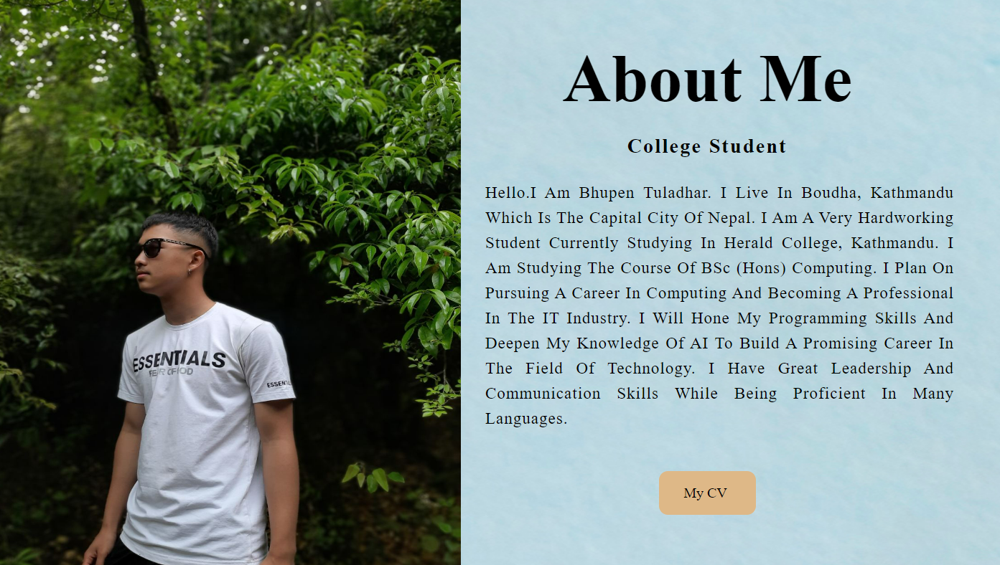 About Me
College Student
Hello.I Am Bhupen Tuladhar. I Live In Boudha, Kathmandu
Which Is The Capital City Of Nepal. I Am A Very Hardworking
Student Currently Studying In Herald College, Kathmandu. I
Am Studying The Course Of BSc (Hons) Computing. I Plan On
Pursuing A Career In Computing And Becoming A Professional
In The IT Industry. I Will Hone My Programming Skills And
Deepen My Knowledge Of AI To Build A Promising Career In
The Field Of Technology. I Have Great Leadership And
Communication Skills While Being Proficient In Many
Languages.
My CV
ESSENTIALS
FEAR OF GOD